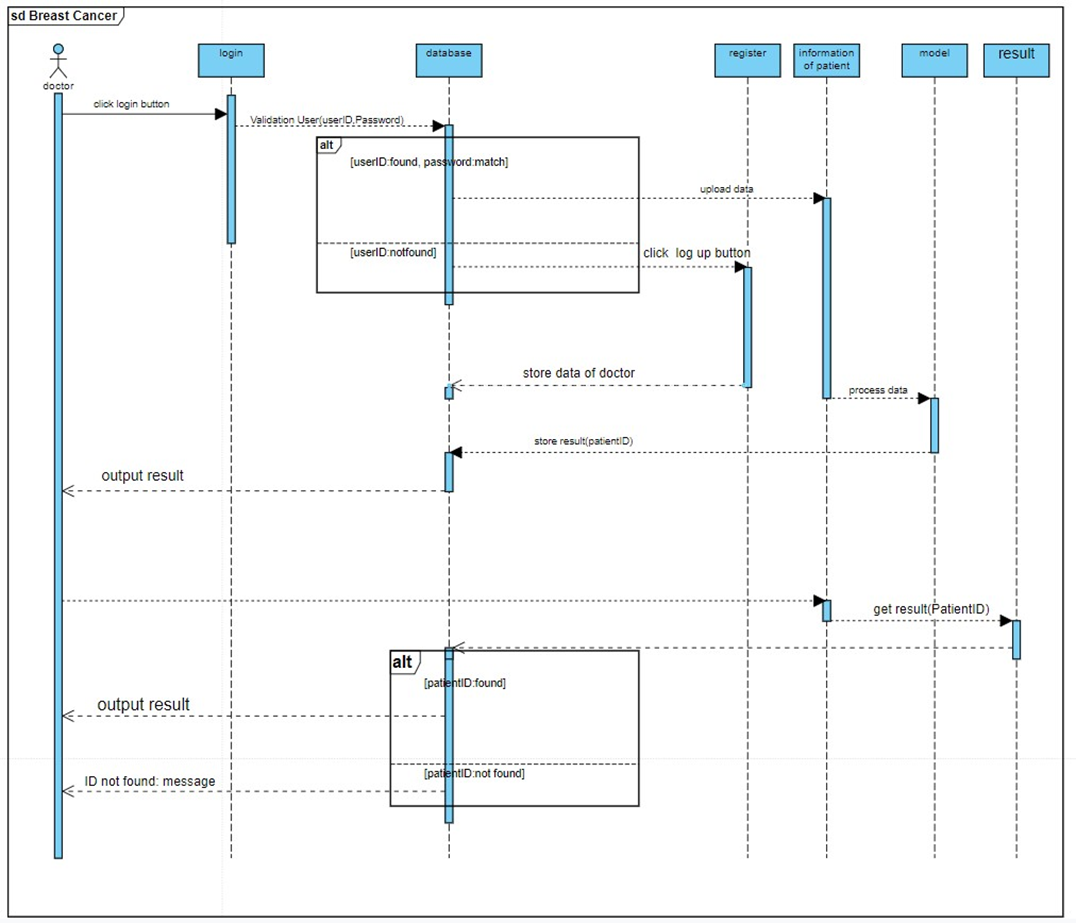 sd Breast Cancer
doctor
login
database
register
information
of patient
model
result
click login button
Validation User(userID,Password)
alt
[userID:found, password:match]
upload data
[userID:notfound]
click log up button
store data of doctor
process data
store result(patientID)
output result
get result(PatientID)
alt
[patientID:found]
output result
[patientID:not found]
ID not found: message